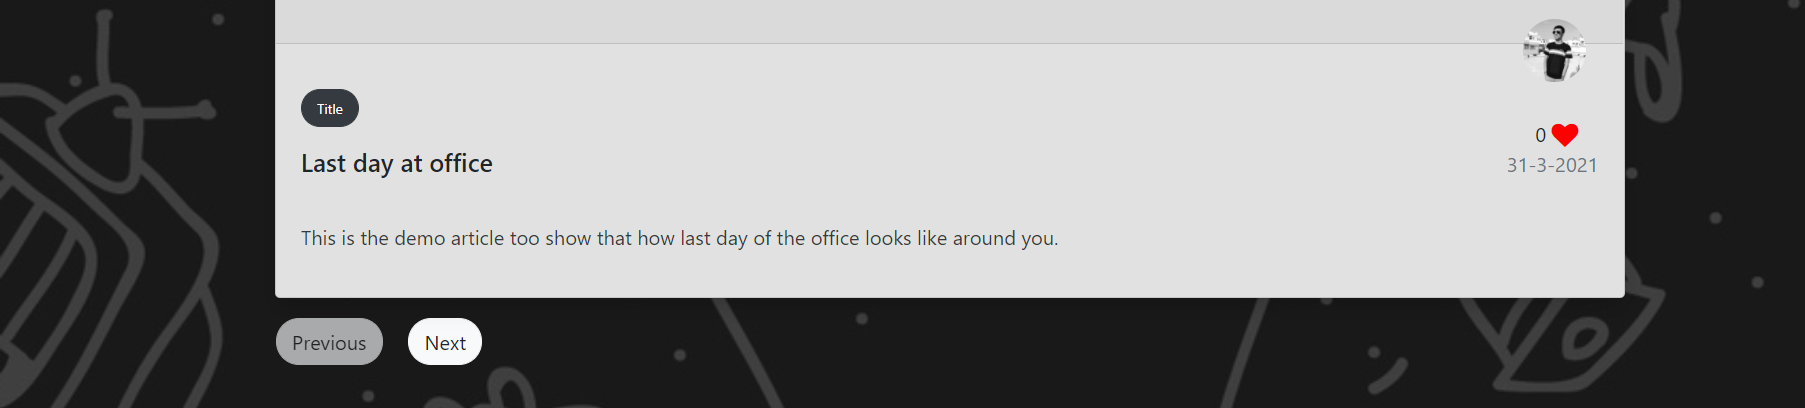 Title
0
Last day at office
31-3-2021
This is the demo article too show that how last day of the office looks like around you.
Previous
Next